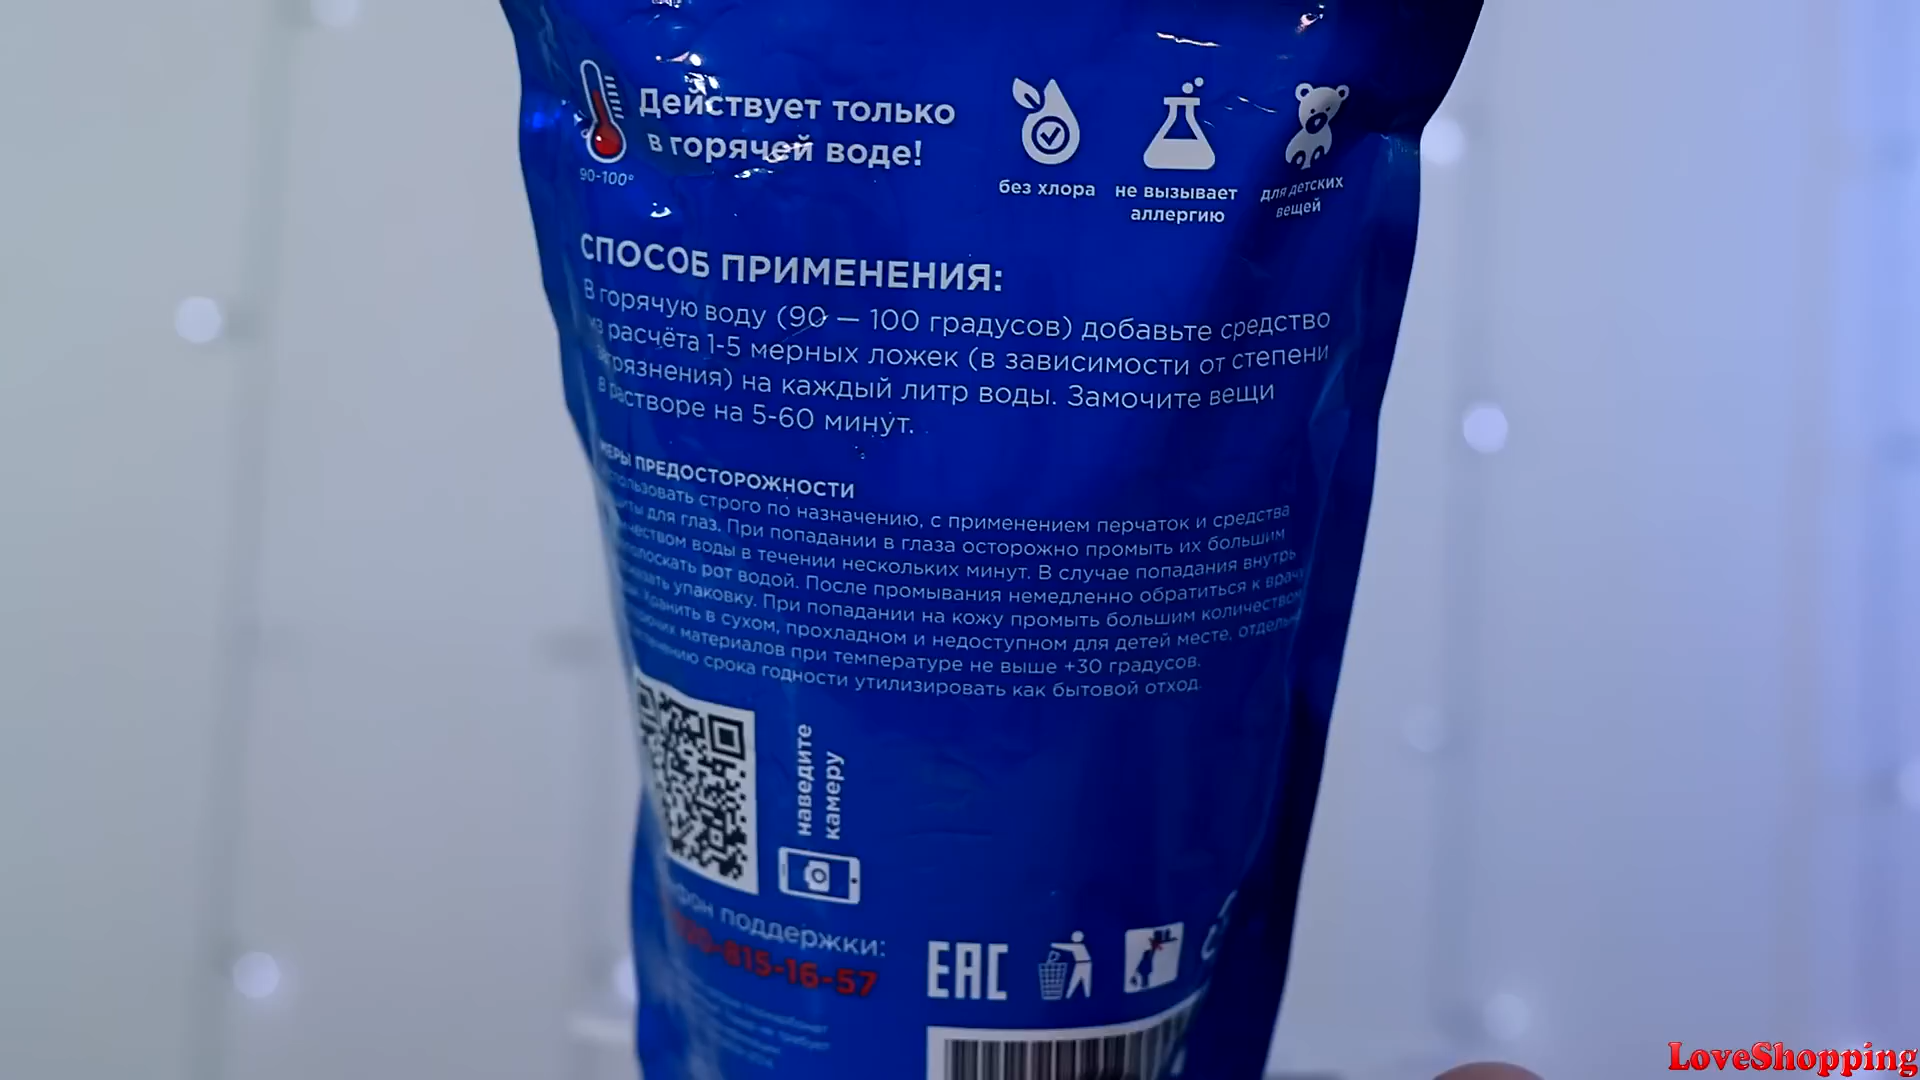 Действует только
в горячей воде!
90-100°
без хлора
не вызывает
аллергию
для детских
вещей
СПОСОБ ПРИМЕНЕНИЯ:
В горячую воду (90 — 100 градусов) добавьте средство
из расчёта 1-5 мерных ложек (в зависимости от степени
загрязнения) на каждый литр воды. Замочите вещи
в растворе на 5-60 минут.
МЕРЫ ПРЕДОСТОРОЖНОСТИ
Использовать строго по назначению, с применением перчаток и средства
для глаз. При попадании в глаза осторожно промыть их большим
количеством воды в течении нескольких минут. В случае попадания внутрь
прополоскать рот водой. После промывания немедленно обратиться к врачу
упаковку. При попадании на кожу промыть большим количеством
хранить в сухом, прохладном и недоступном для детей месте,
материалов при температуре не выше +30 градусов.
срока годности утилизировать как бытовой отход.
наведите
камеру
поддержки:
815-16-57
EAC
LoveShopping